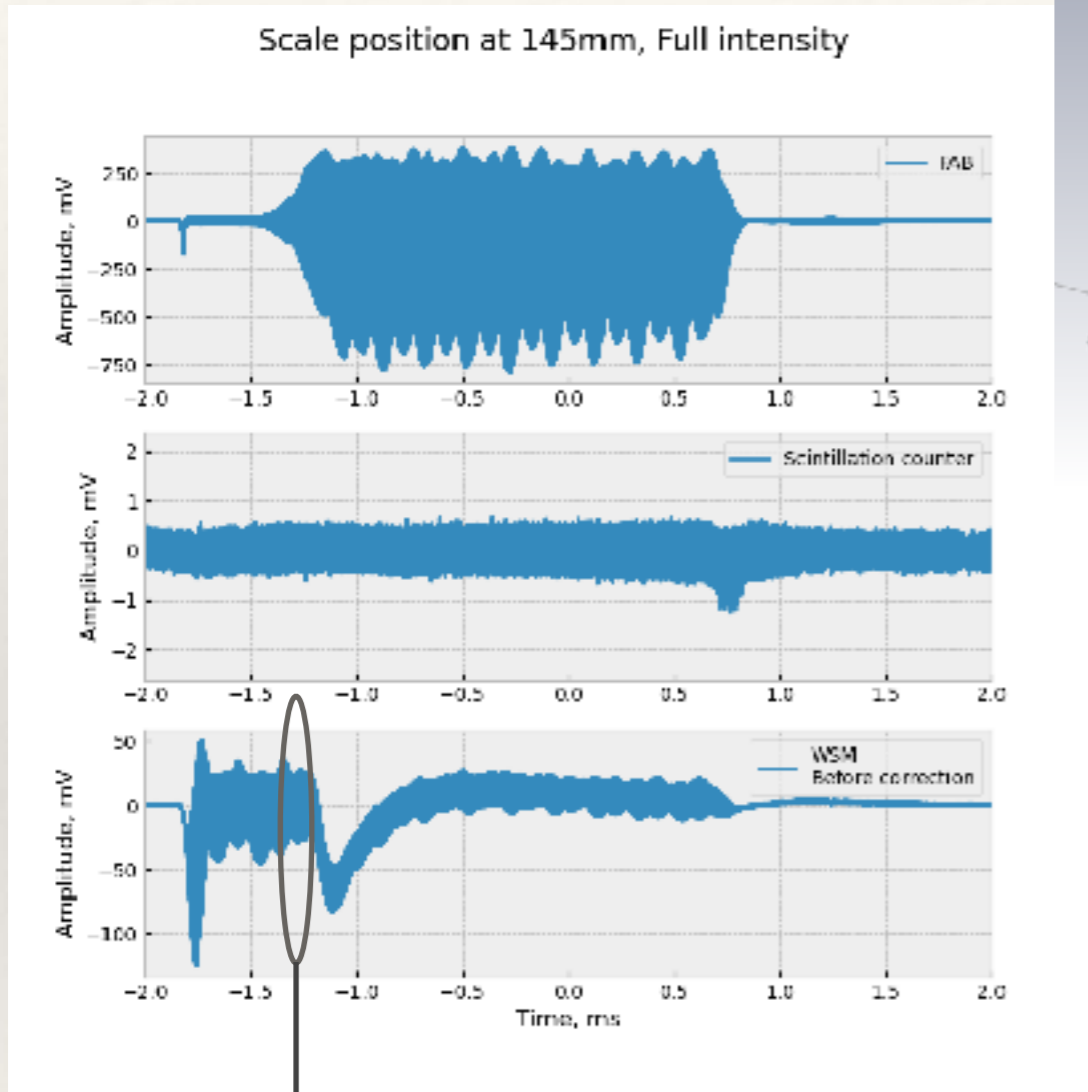 Scale position at 145mm, Full intensity
Amplitude, mV
250
0
−250
−500
−750
−2.0 −1.5 −1.0 −0.5 0.0 0.5 1.0 1.5 2.0
Amplitude, mV
2
1
0
−1
−2
Scintillation counter
−2.0 −1.5 −1.0 −0.5 0.0 0.5 1.0 1.5 2.0
Amplitude, mV
50
0
−50
−100
WSM
Before correction
−2.0 −1.5 −1.0 −0.5 0.0 0.5 1.0 1.5 2.0
Time, ms